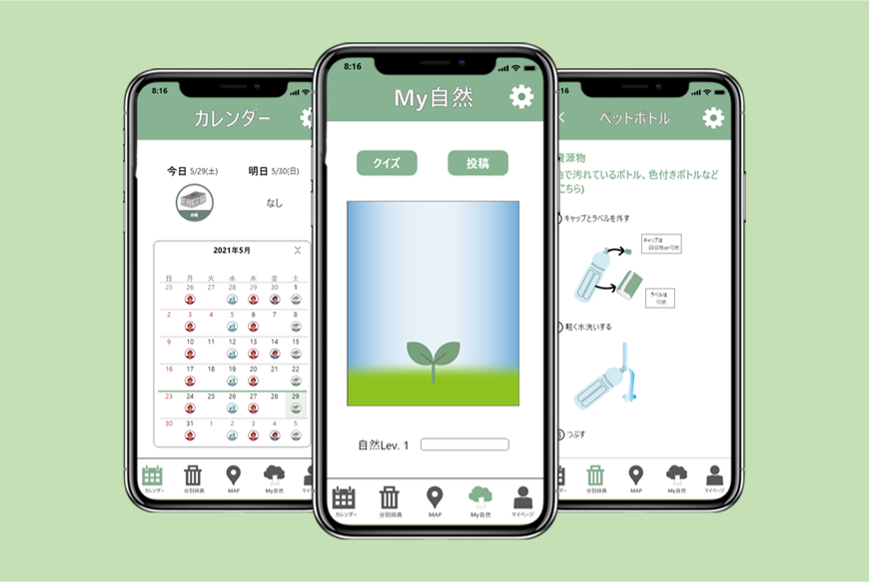 8:16
カレンダー
今日 5/29(土)
明日 5/30(日)
なし
2021年5月
日 月 火 水 木 金 土
25 26 27 28 29 30 1
2 3 4 5 6 7 8
9 10 11 12 13 14 15
16 17 18 19 20 21 22
23 24 25 26 27 28 29
30 31 1 2 3 4 5
カレンダー 分別辞典 MAP My自然
8:16
My自然
クイズ
投稿
自然Lev. 1
カレンダー 分別辞典 MAP My自然 マイページ
:16
ペットボトル
資源物
油で汚れているボトル、色付きボトルなど
こちら)
キャップとラベルを外す
キャップは
ラベルは
可燃
軽く水洗いする
つぶす
分別辞典 MAP My自然 マイページ